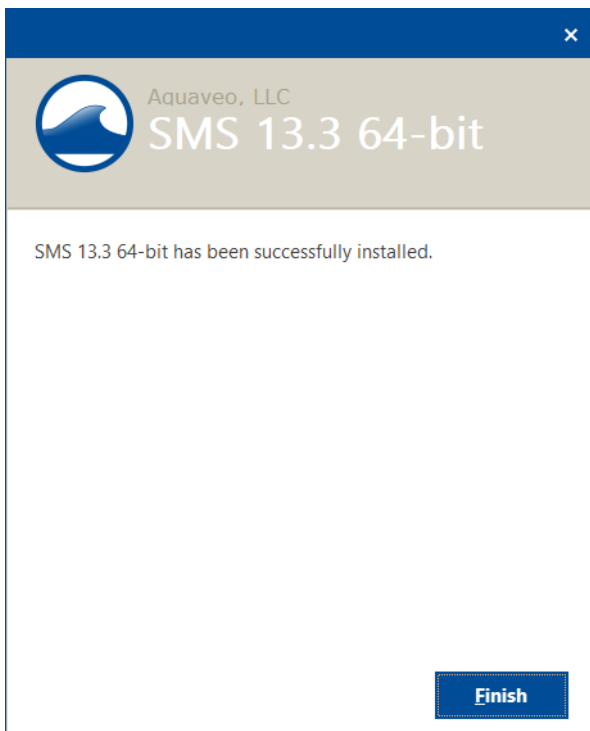 Aquaveo, LLC
SMS 13.3 64-bit
SMS 13.3 64-bit has been successfully installed.
Finish